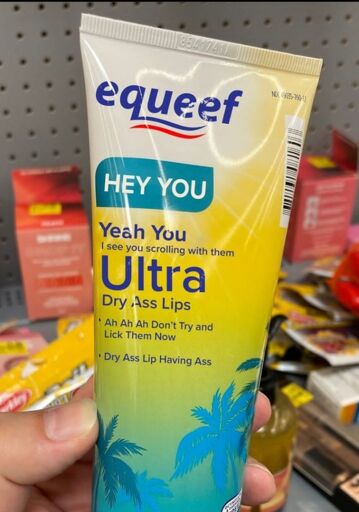 equeef
HEY YOU
Yeah You
I see you scrolling with them
Ultra
Dry Ass Lips
• Ah Ah Ah Don't Try and
Lick Them Now
• Dry Ass Lip Having Ass